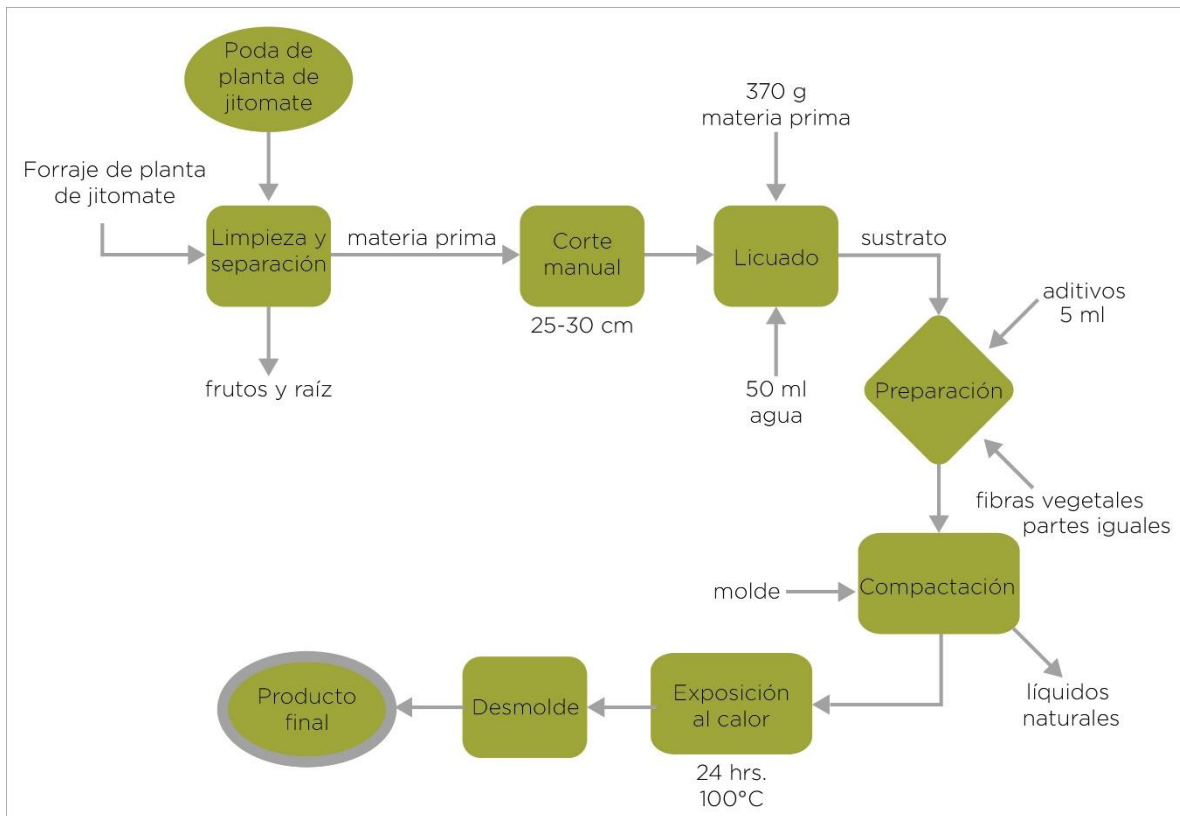 Poda de
planta de
jitomate
Forraje de planta
de jitomate
Limpieza y
separación
frutos y raíz
materia prima
Corte
manual
25-30 cm
370 g
materia prima
Licuado
50 ml
agua
sustrato
aditivos
5 ml
Preparación
fibras vegetales
partes iguales
molde
Compactación
líquidos
naturales
Exposición
al calor
24 hrs.
100°C
Desmolde
Producto
final